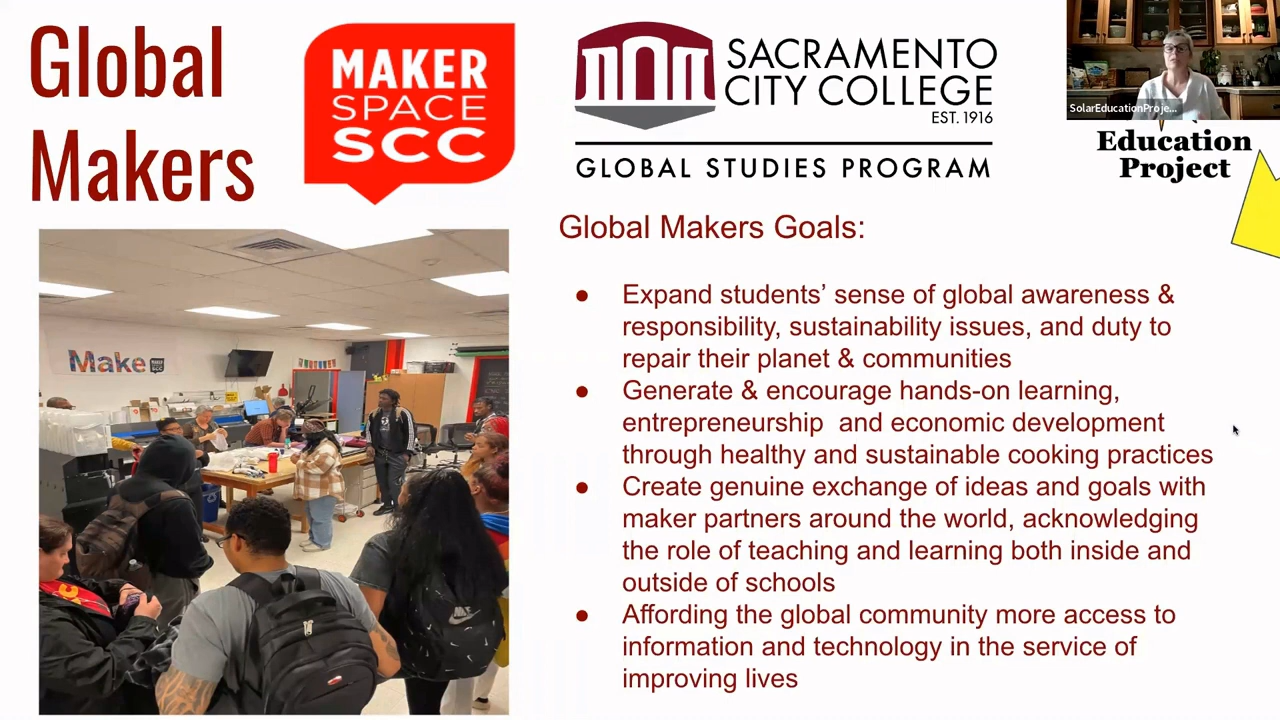 Global
Makers
MAKER
SPACE
SCC
SACRAMENTO
CITY COLLEGE
EST. 1916
GLOBAL STUDIES PROGRAM
SolarEducationProje...
Education
Project
Global Makers Goals:
● Expand students’ sense of global awareness &
responsibility, sustainability issues, and duty to
repair their planet & communities
● Generate & encourage hands-on learning,
entrepreneurship  and economic development
through healthy and sustainable cooking practices
● Create genuine exchange of ideas and goals with
maker partners around the world, acknowledging
the role of teaching and learning both inside and
outside of schools
● Affording the global community more access to
information and technology in the service of
improving lives
Make
MAKER
SPACE
SCC